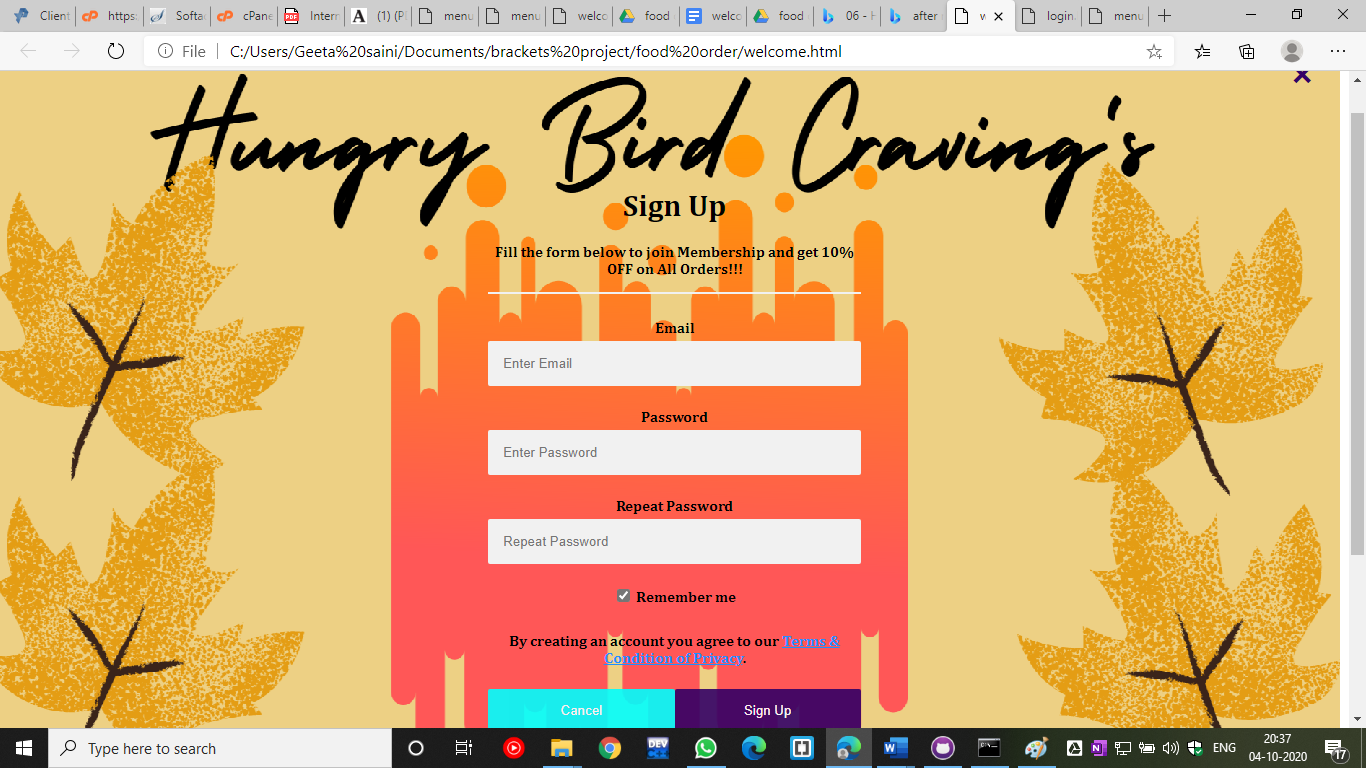 Client
https:
Softac
cPane
Intern
(1) (PI
menu
menu
welco
food
welco
food
06 - H
after
w
login.
menu
File
C:/Users/Geeta%20saini/Documents/brackets%20project/food%20order/welcome.html
Hungry Bird Craving's
Sign Up
Fill the form below to join Membership and get 10%
OFF on All Orders!!!
Email
Enter Email
Password
Enter Password
Repeat Password
Repeat Password
Remember me
By creating an account you agree to our Terms &
Condition of Privacy.
Cancel
Sign Up
Type here to search
DEV
ENG
20:37
04-10-2020
17